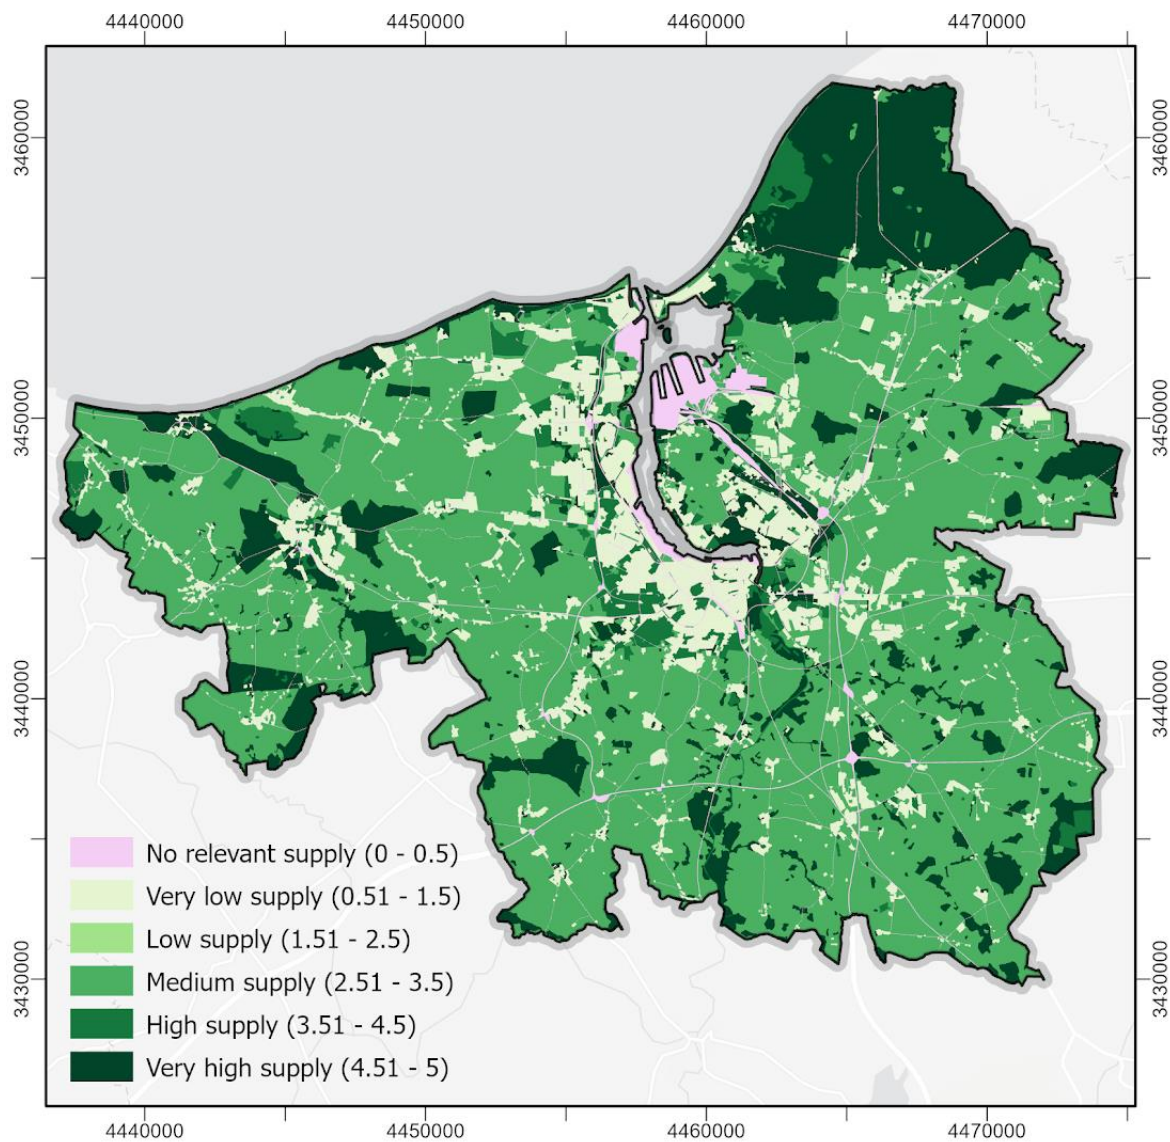 4440000 4450000 4460000 4470000
3460000 3460000
3450000 3450000
3440000 3440000
No relevant supply (0 - 0.5)
Very low supply (0.51 - 1.5)
Low supply (1.51 - 2.5)
Medium supply (2.51 - 3.5)
3430000 3430000
High supply (3.51 - 4.5)
Very high supply (4.51 - 5)
4440000 4450000 4460000 4470000